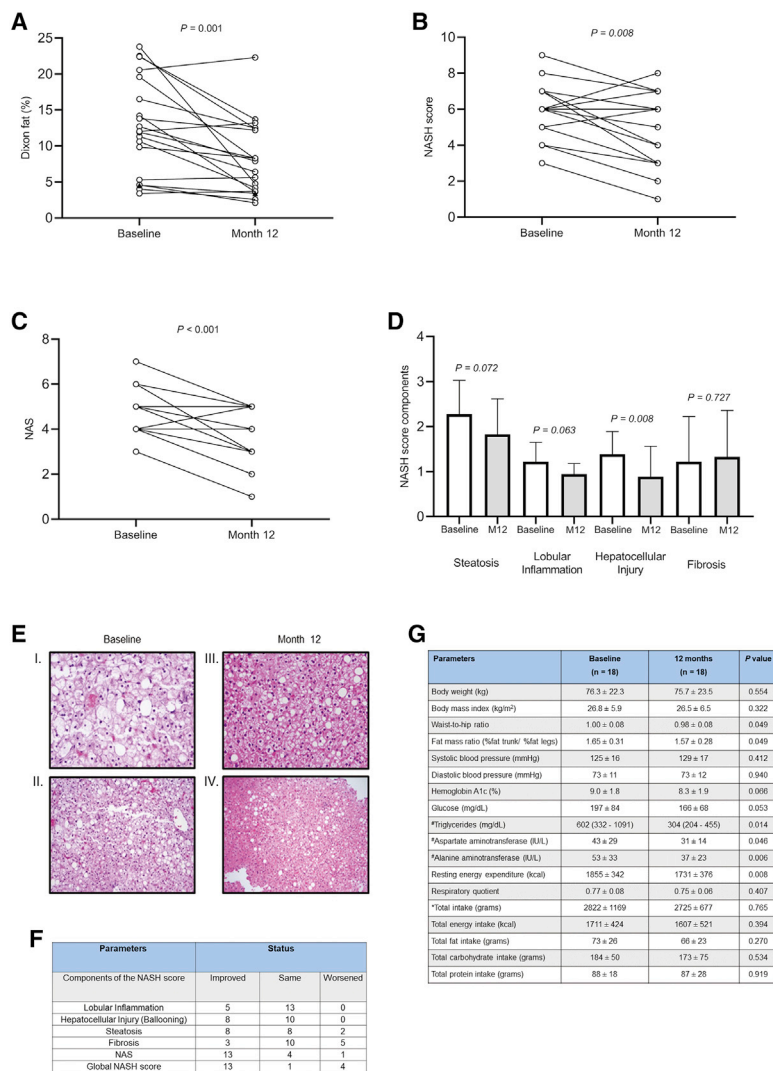 A
P = 0.001
Dixon fat (%)
25
20
15
10
5
0
Baseline
Month 12
B
P = 0.008
NASH score
10
8
6
4
2
0
Baseline
Month 12
C
P < 0.001
NAS
8
6
4
2
0
Baseline
Month 12
D
NASH score components
4
3
2
1
0
P = 0.072
P = 0.063
P = 0.008
P = 0.727
Baseline M12 Baseline M12 Baseline M12 Baseline M12
Steatosis
Lobular
Inflammation
Hepatocellular
Injury
Fibrosis
E
Baseline
Month 12
I.
III.
II.
IV.
F
Parameters Status
Components of the NASH score Improved Same Worsened
Lobular Inflammation 5 13 0
Hepatocellular Injury (Ballooning) 8 10 0
Steatosis 8 8 2
Fibrosis 3 10 5
NAS 13 4 1
Global NASH score 13 1 4
G
Parameters Baseline 12 months P value
(n = 18) (n = 18)
Body weight (kg) 76.3 ± 22.3 75.7 ± 23.5 0.554
Body mass index (kg/m²) 26.8 ± 5.9 26.5 ± 6.5 0.322
Waist-to-hip ratio 1.00 ± 0.08 0.98 ± 0.08 0.049
Fat mass ratio (%fat trunk/ %fat legs) 1.65 ± 0.31 1.57 ± 0.28 0.049
Systolic blood pressure (mmHg) 125 ± 16 129 ± 17 0.412
Diastolic blood pressure (mmHg) 73 ± 11 73 ± 12 0.940
Hemoglobin A1c (%) 9.0 ± 1.8 8.3 ± 1.9 0.066
Glucose (mg/dL) 197 ± 84 166 ± 68 0.053
#Triglycerides (mg/dL) 602 (332 - 1091) 304 (204 - 455) 0.014
#Aspartate aminotransferase (IU/L) 43 ± 29 31 ± 14 0.046
#Alanine aminotransferase (IU/L) 53 ± 33 37 ± 23 0.006
Resting energy expenditure (kcal) 1855 ± 342 1731 ± 376 0.008
Respiratory quotient 0.77 ± 0.08 0.75 ± 0.06 0.407
*Total intake (grams) 2822 ± 1169 2725 ± 677 0.765
Total energy intake (kcal) 1711 ± 424 1607 ± 521 0.394
Total fat intake (grams) 73 ± 26 66 ± 23 0.270
Total carbohydrate intake (grams) 184 ± 50 173 ± 75 0.534
Total protein intake (grams) 88 ± 18 87 ± 28 0.919